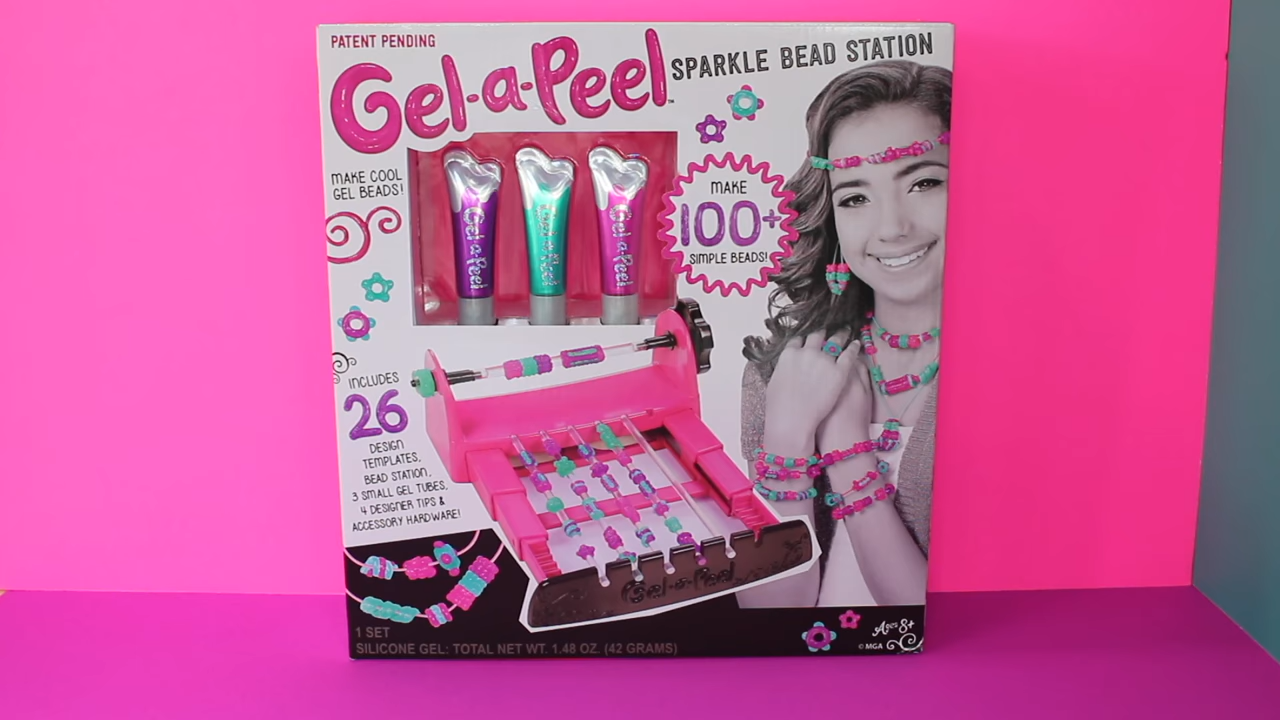 PATENT PENDING
Gel-a-Peel™
SPARKLE BEAD STATION
MAKE COOL
GEL BEADS!
Gel-a-Peel
Gel-a-Peel
Gel-a-Peel
MAKE
100+
SIMPLE BEADS!
INCLUDES
26
DESIGN
TEMPLATES,
BEAD STATION,
3 SMALL GEL TUBES,
4 DESIGNER TIPS &
ACCESSORY HARDWARE!
Gel-a-Peel
1 SET
SILICONE GEL: TOTAL NET WT. 1.48 OZ. (42 GRAMS)
Ages 8+
© MGA